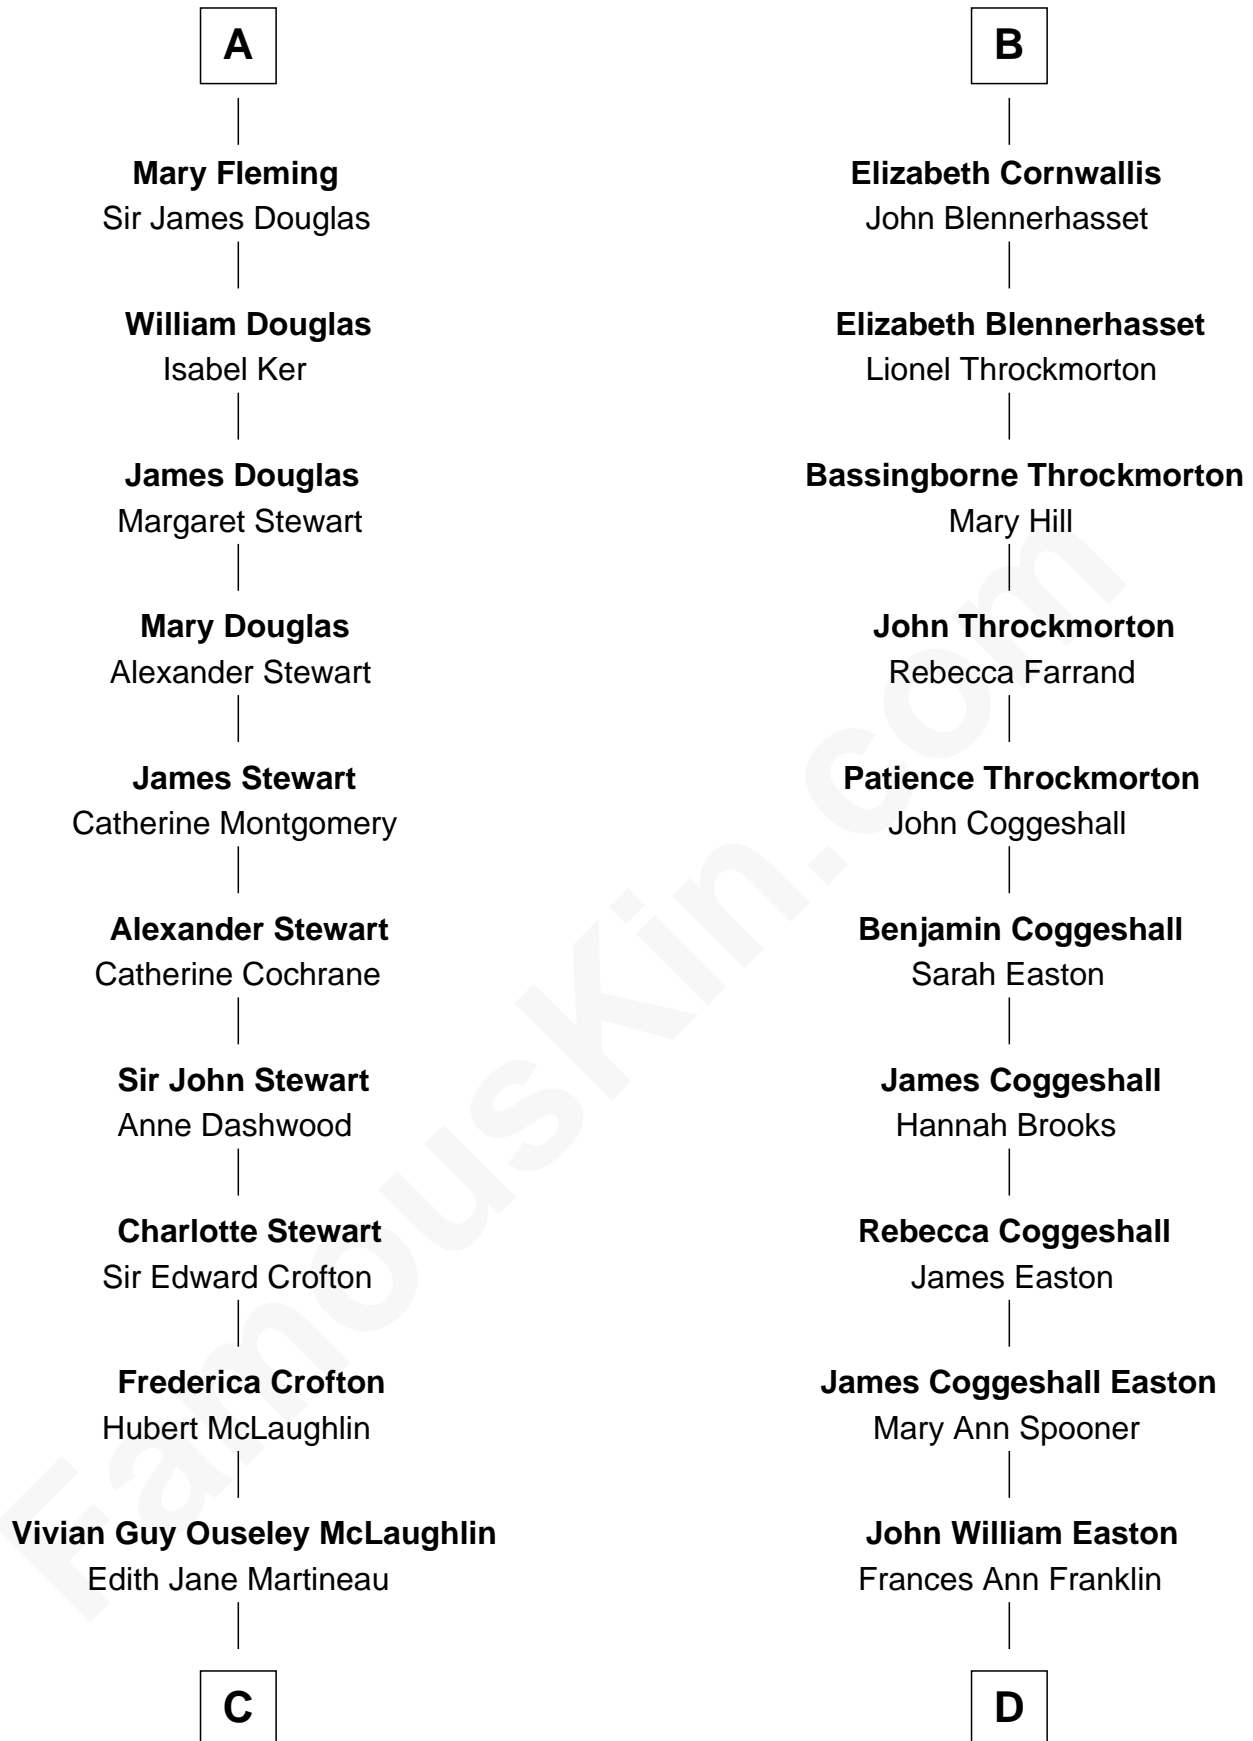 A
Mary Fleming
Sir James Douglas
William Douglas
Isabel Ker
James Douglas
Margaret Stewart
Mary Douglas
Alexander Stewart
James Stewart
Catherine Montgomery
Alexander Stewart
Catherine Cochrane
Sir John Stewart
Anne Dashwood
Charlotte Stewart
Sir Edward Crofton
Frederica Crofton
Hubert McLaughlin
Vivian Guy Ouseley McLaughlin
Edith Jane Martineau
C
B
Elizabeth Cornwallis
John Blennerhasset
Elizabeth Blennerhasset
Lionel Throckmorton
Bassingborne Throckmorton
Mary Hill
John Throckmorton
Rebecca Farrand
Patience Throckmorton
John Coggeshall
Benjamin Coggeshall
Sarah Easton
James Coggeshall
Hannah Brooks
Rebecca Coggeshall
James Easton
James Coggeshall Easton
Mary Ann Spooner
John William Easton
Frances Ann Franklin
D
FamousKin.com